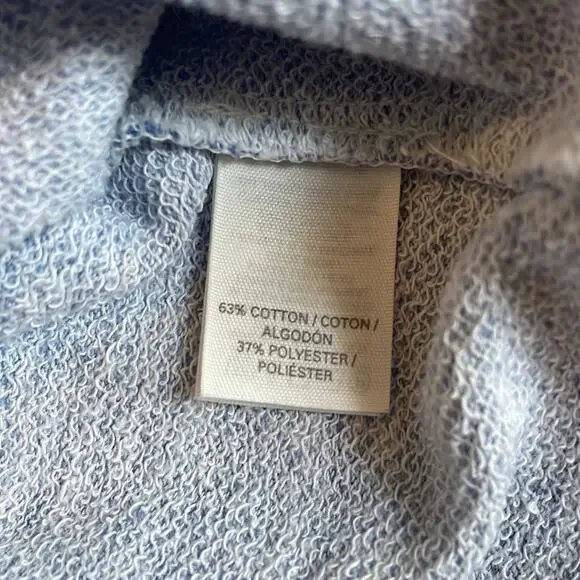 63% COTTON / COTON /
ALGODÓN
37% POLYESTER /
POLIÉSTER